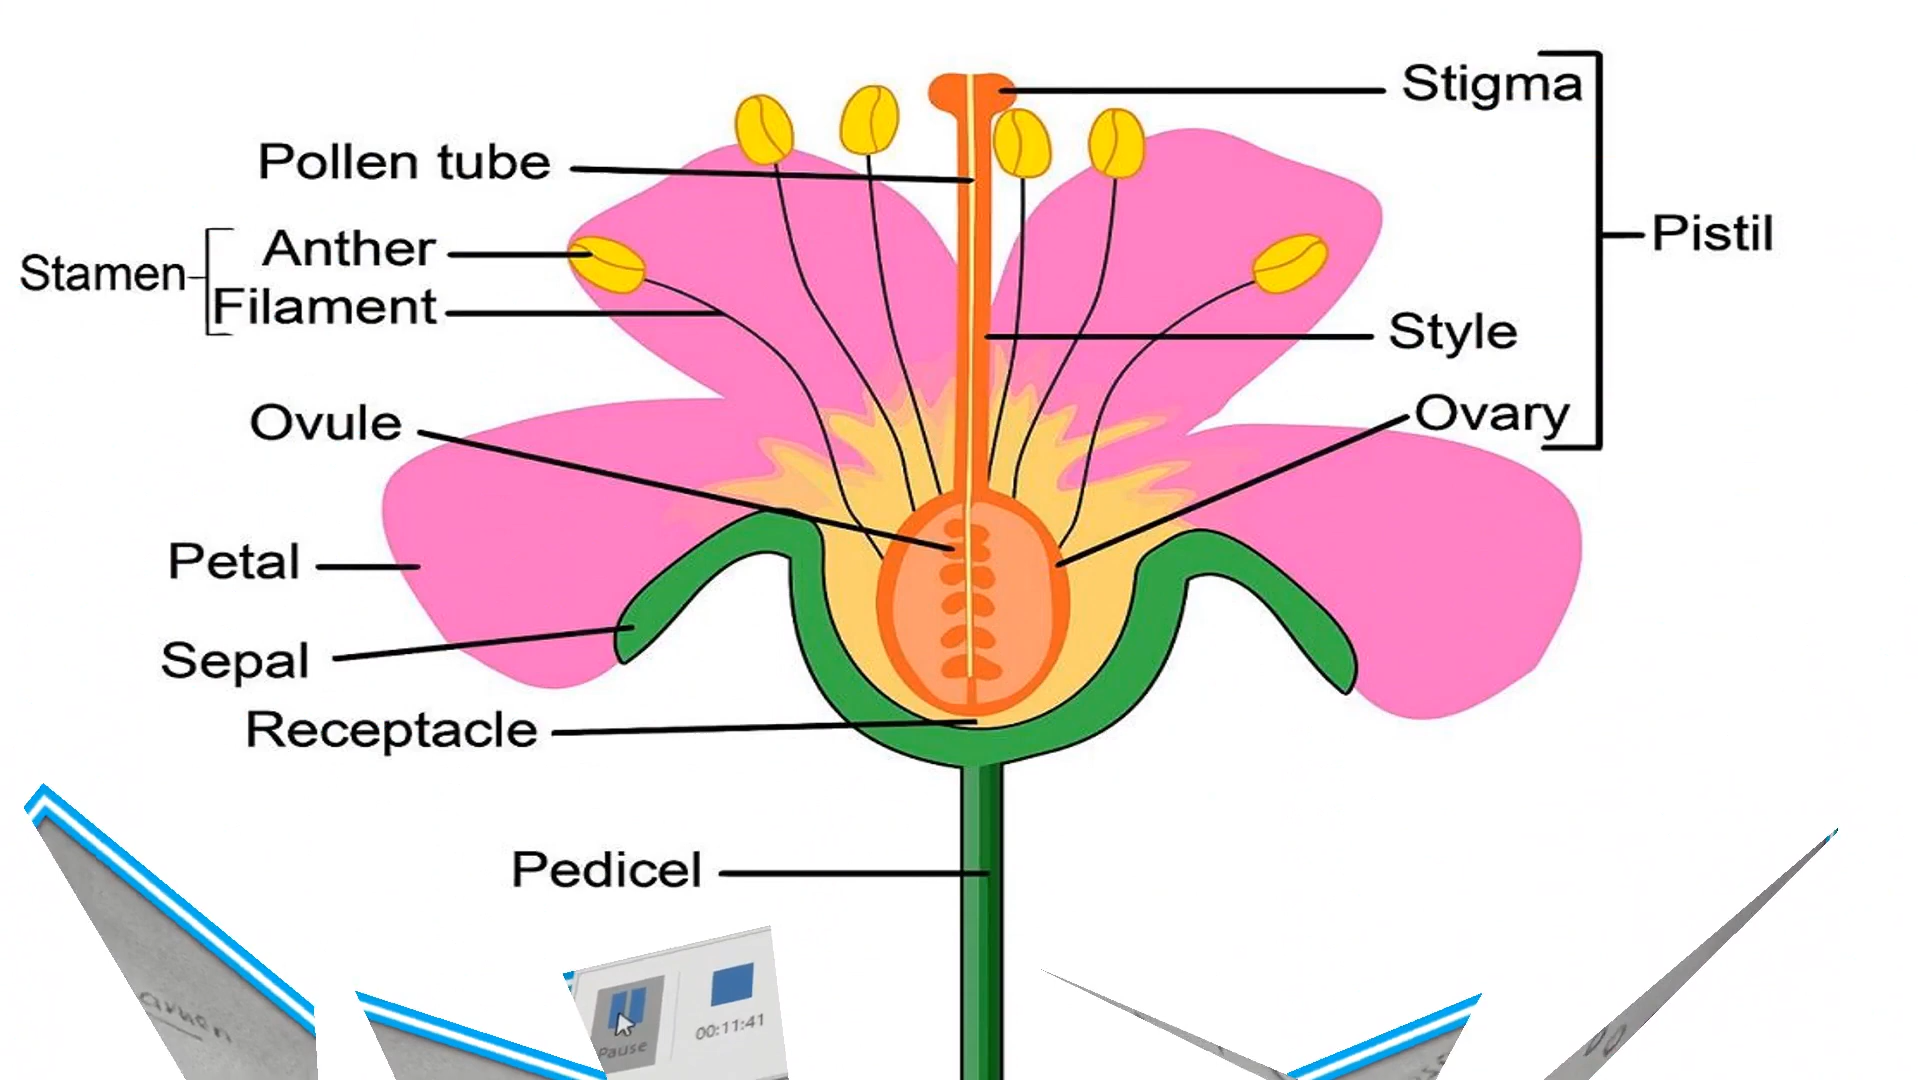 Stigma
Pollen tube
Pistil
Anther
Stamen
Filament
Style
Ovary
Ovule
Petal
Sepal
Receptacle
Pedicel
00:11:41
Pause